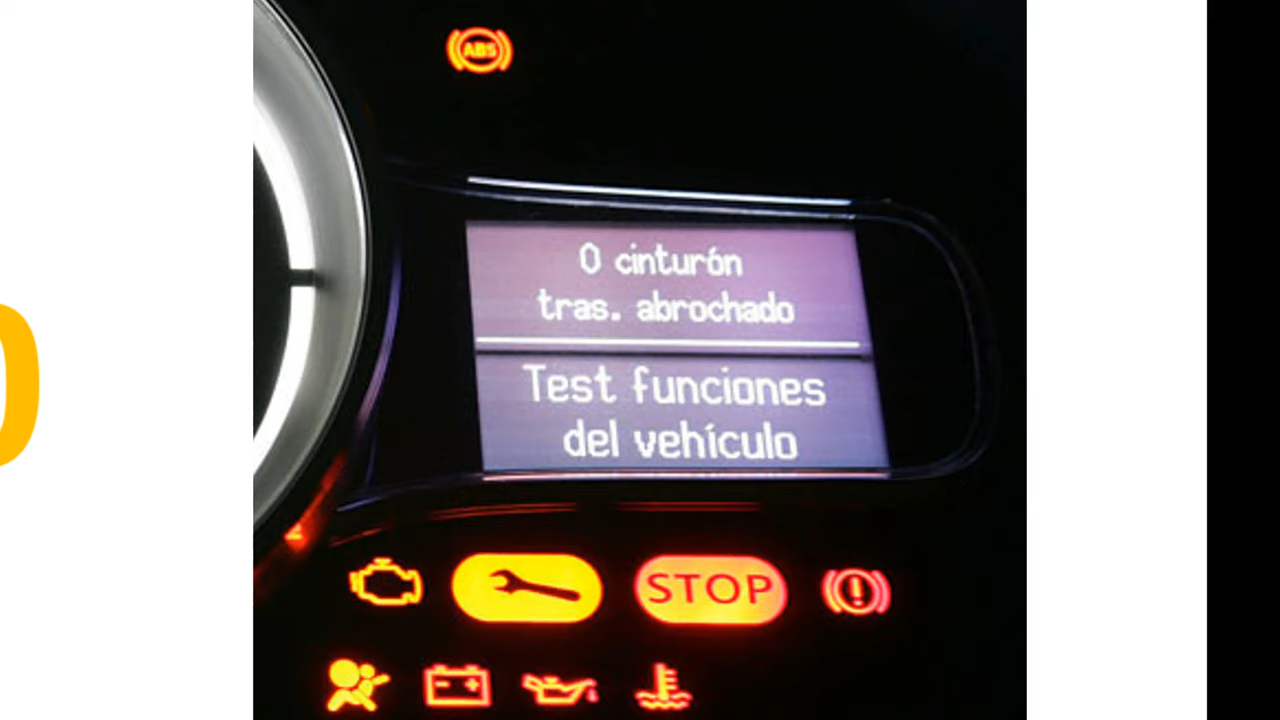 ABS
0 cinturón
tras. abrochado
Test funciones
del vehículo
STOP